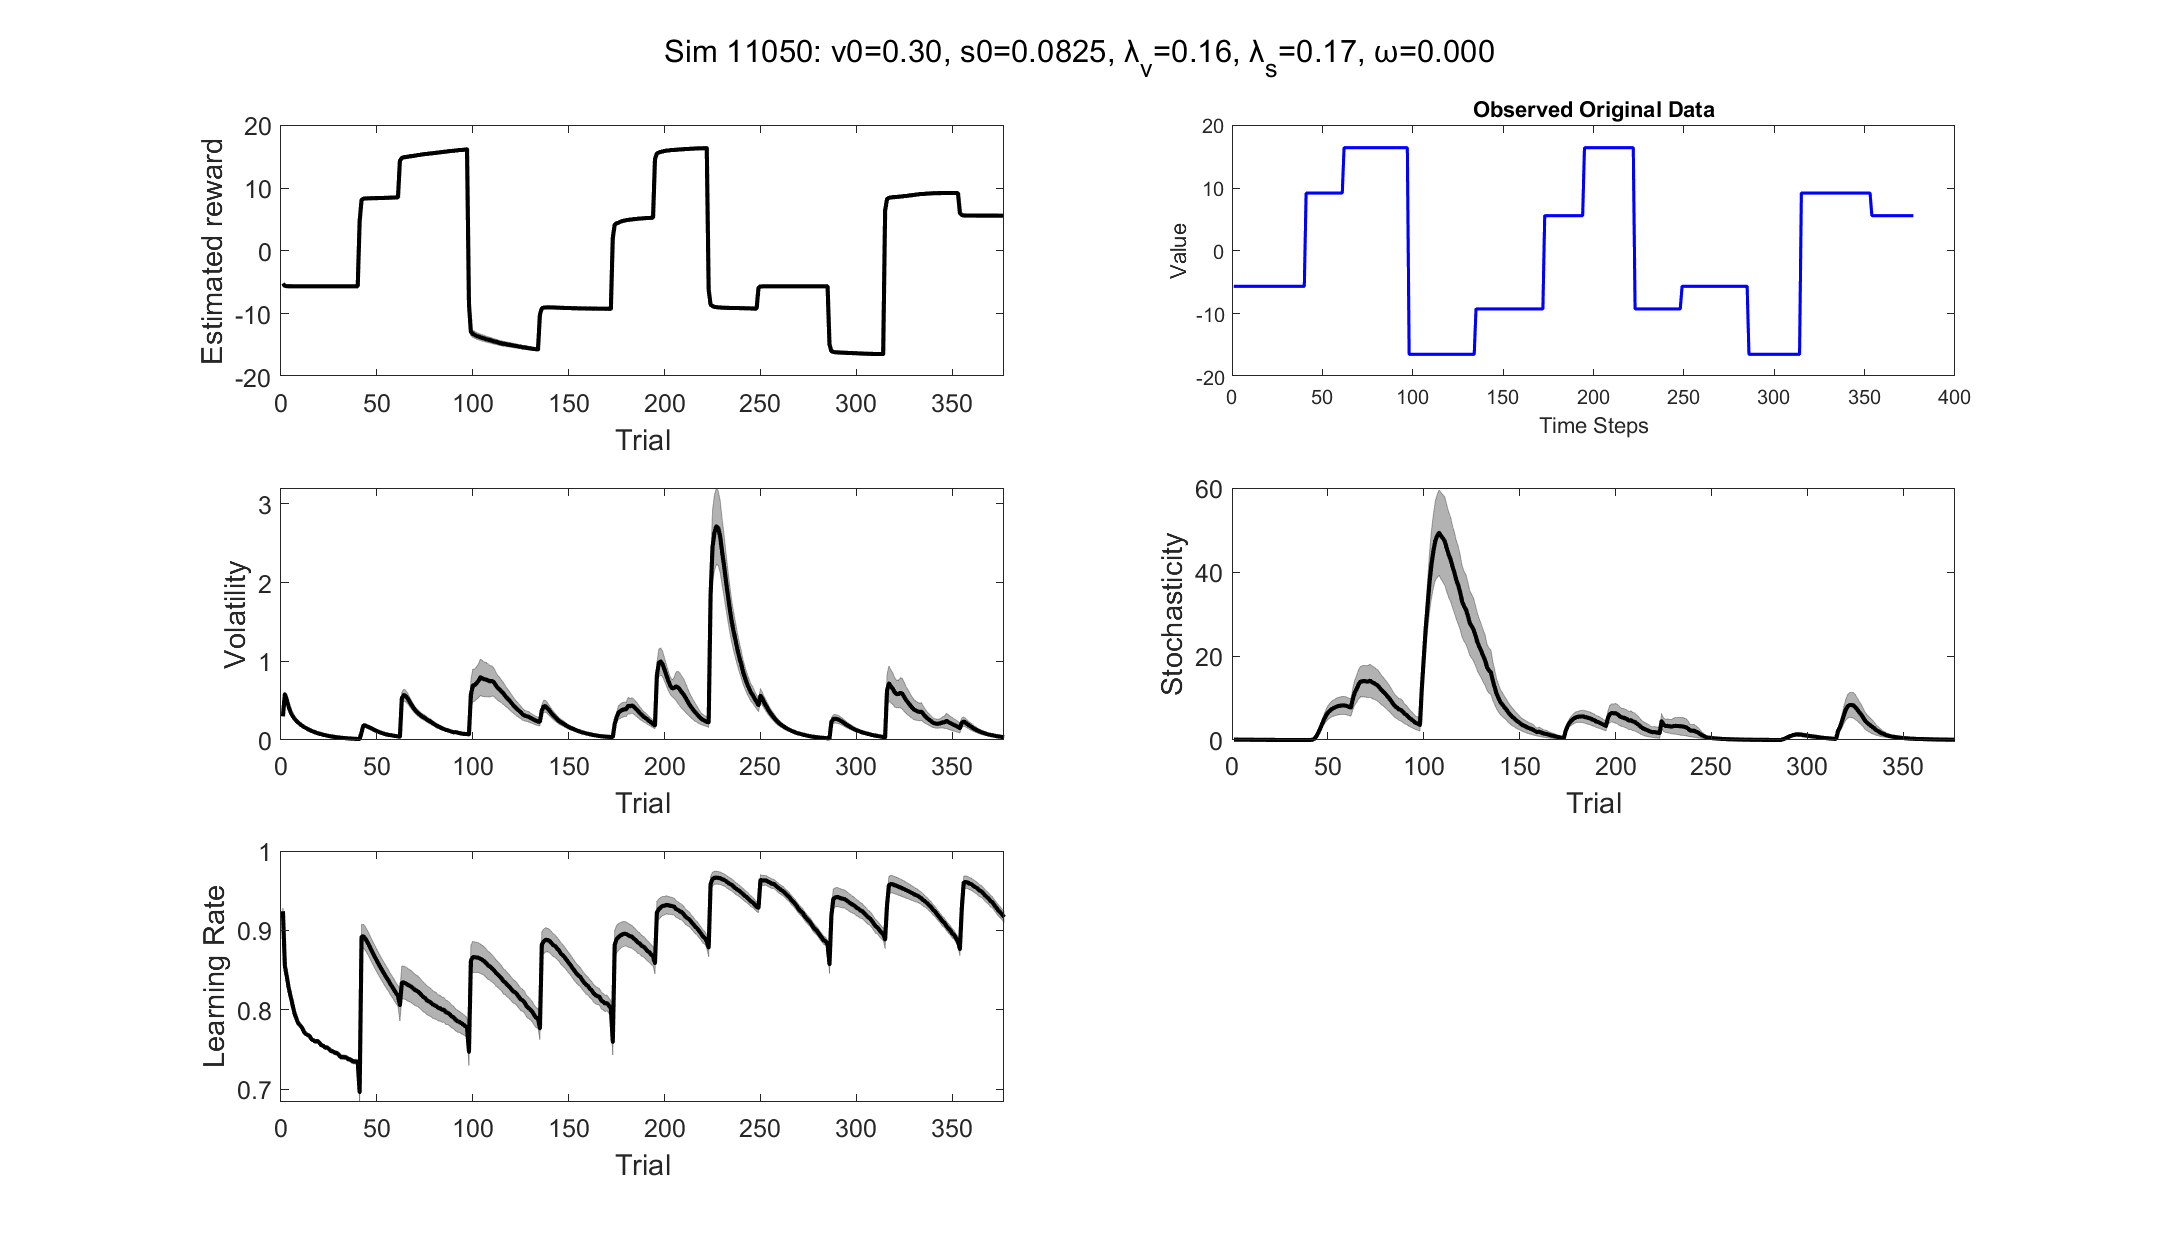 Sim 11050: v0=0.30, s0=0.0825, λv=0.16, λs=0.17, ω=0.000
Estimated reward
20
10
0
-10
-20
0 50 100 150 200 250 300 350
Trial
Observed Original Data
Value
20
10
0
-10
-20
0 50 100 150 200 250 300 350 400
Time Steps
Volatility
3
2
1
0
0 50 100 150 200 250 300 350
Trial
Stochasticity
60
40
20
0
0 50 100 150 200 250 300 350
Trial
Learning Rate
1
0.9
0.8
0.7
0 50 100 150 200 250 300 350
Trial